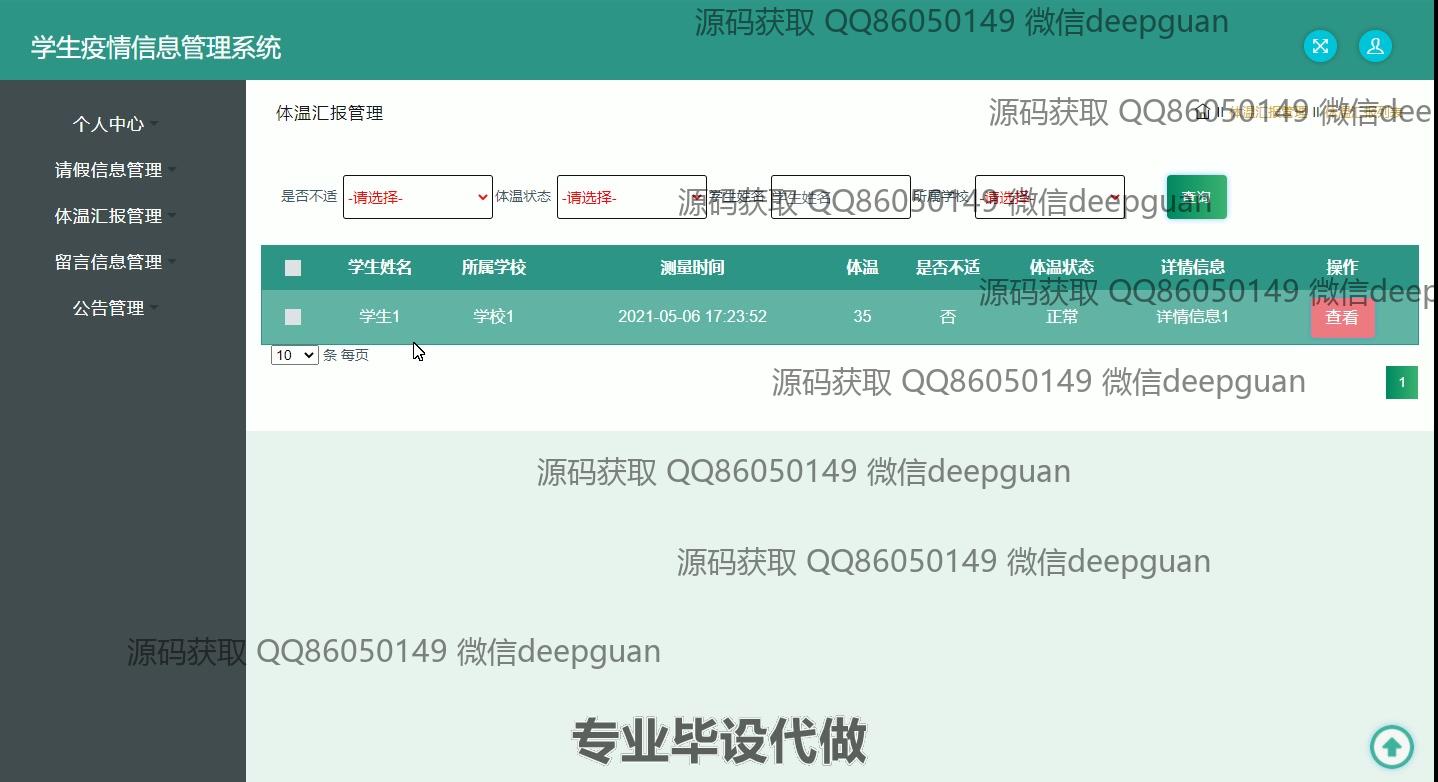 源码获取 QQ86050149 微信deepguan
学生疫情信息管理系统
个人中心
请假信息管理
体温汇报管理
留言信息管理
公告管理
体温汇报管理
源码获取 QQ86050149 微信dee
体温汇报管理 体温汇报列表
是否不适 -请选择- 体温状态 -请选择- 学生姓名 学生姓名 所属学校 -请选择- 查询
源码获取 QQ86050149 微信deepguan
学生姓名 所属学校 测量时间 体温 是否不适 体温状态 详情信息 操作
源码获取 QQ86050149 微信deep
学生1 学校1 2021-05-06 17:23:52 35 否 正常 详情信息1 查看
10 条 每页
源码获取 QQ86050149 微信deepguan
1
源码获取 QQ86050149 微信deepguan
源码获取 QQ86050149 微信deepguan
源码获取 QQ86050149 微信deepguan
专业毕设代做